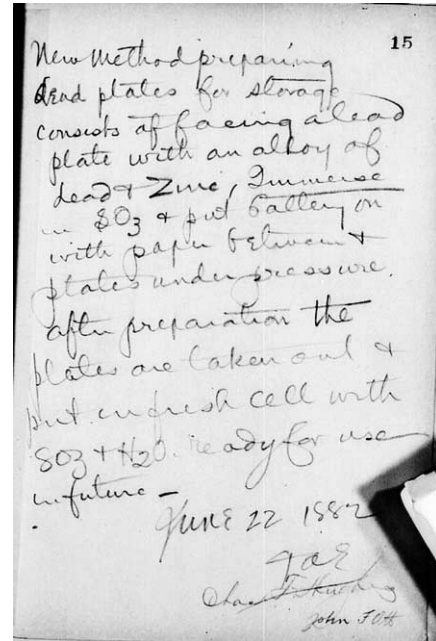 15
New Method preparing
lead plates for storage
consists of facing a lead
plate with an alloy of
Lead & Zinc, Immerse
in SO3 & put battery on
with paper between &
plates under pressure.
after preparation the
plates are taken out &
put in fresh cell with
SO3 + H2O. ready for use
in future —
June 22 1882
TAE
Chas
John F Ott